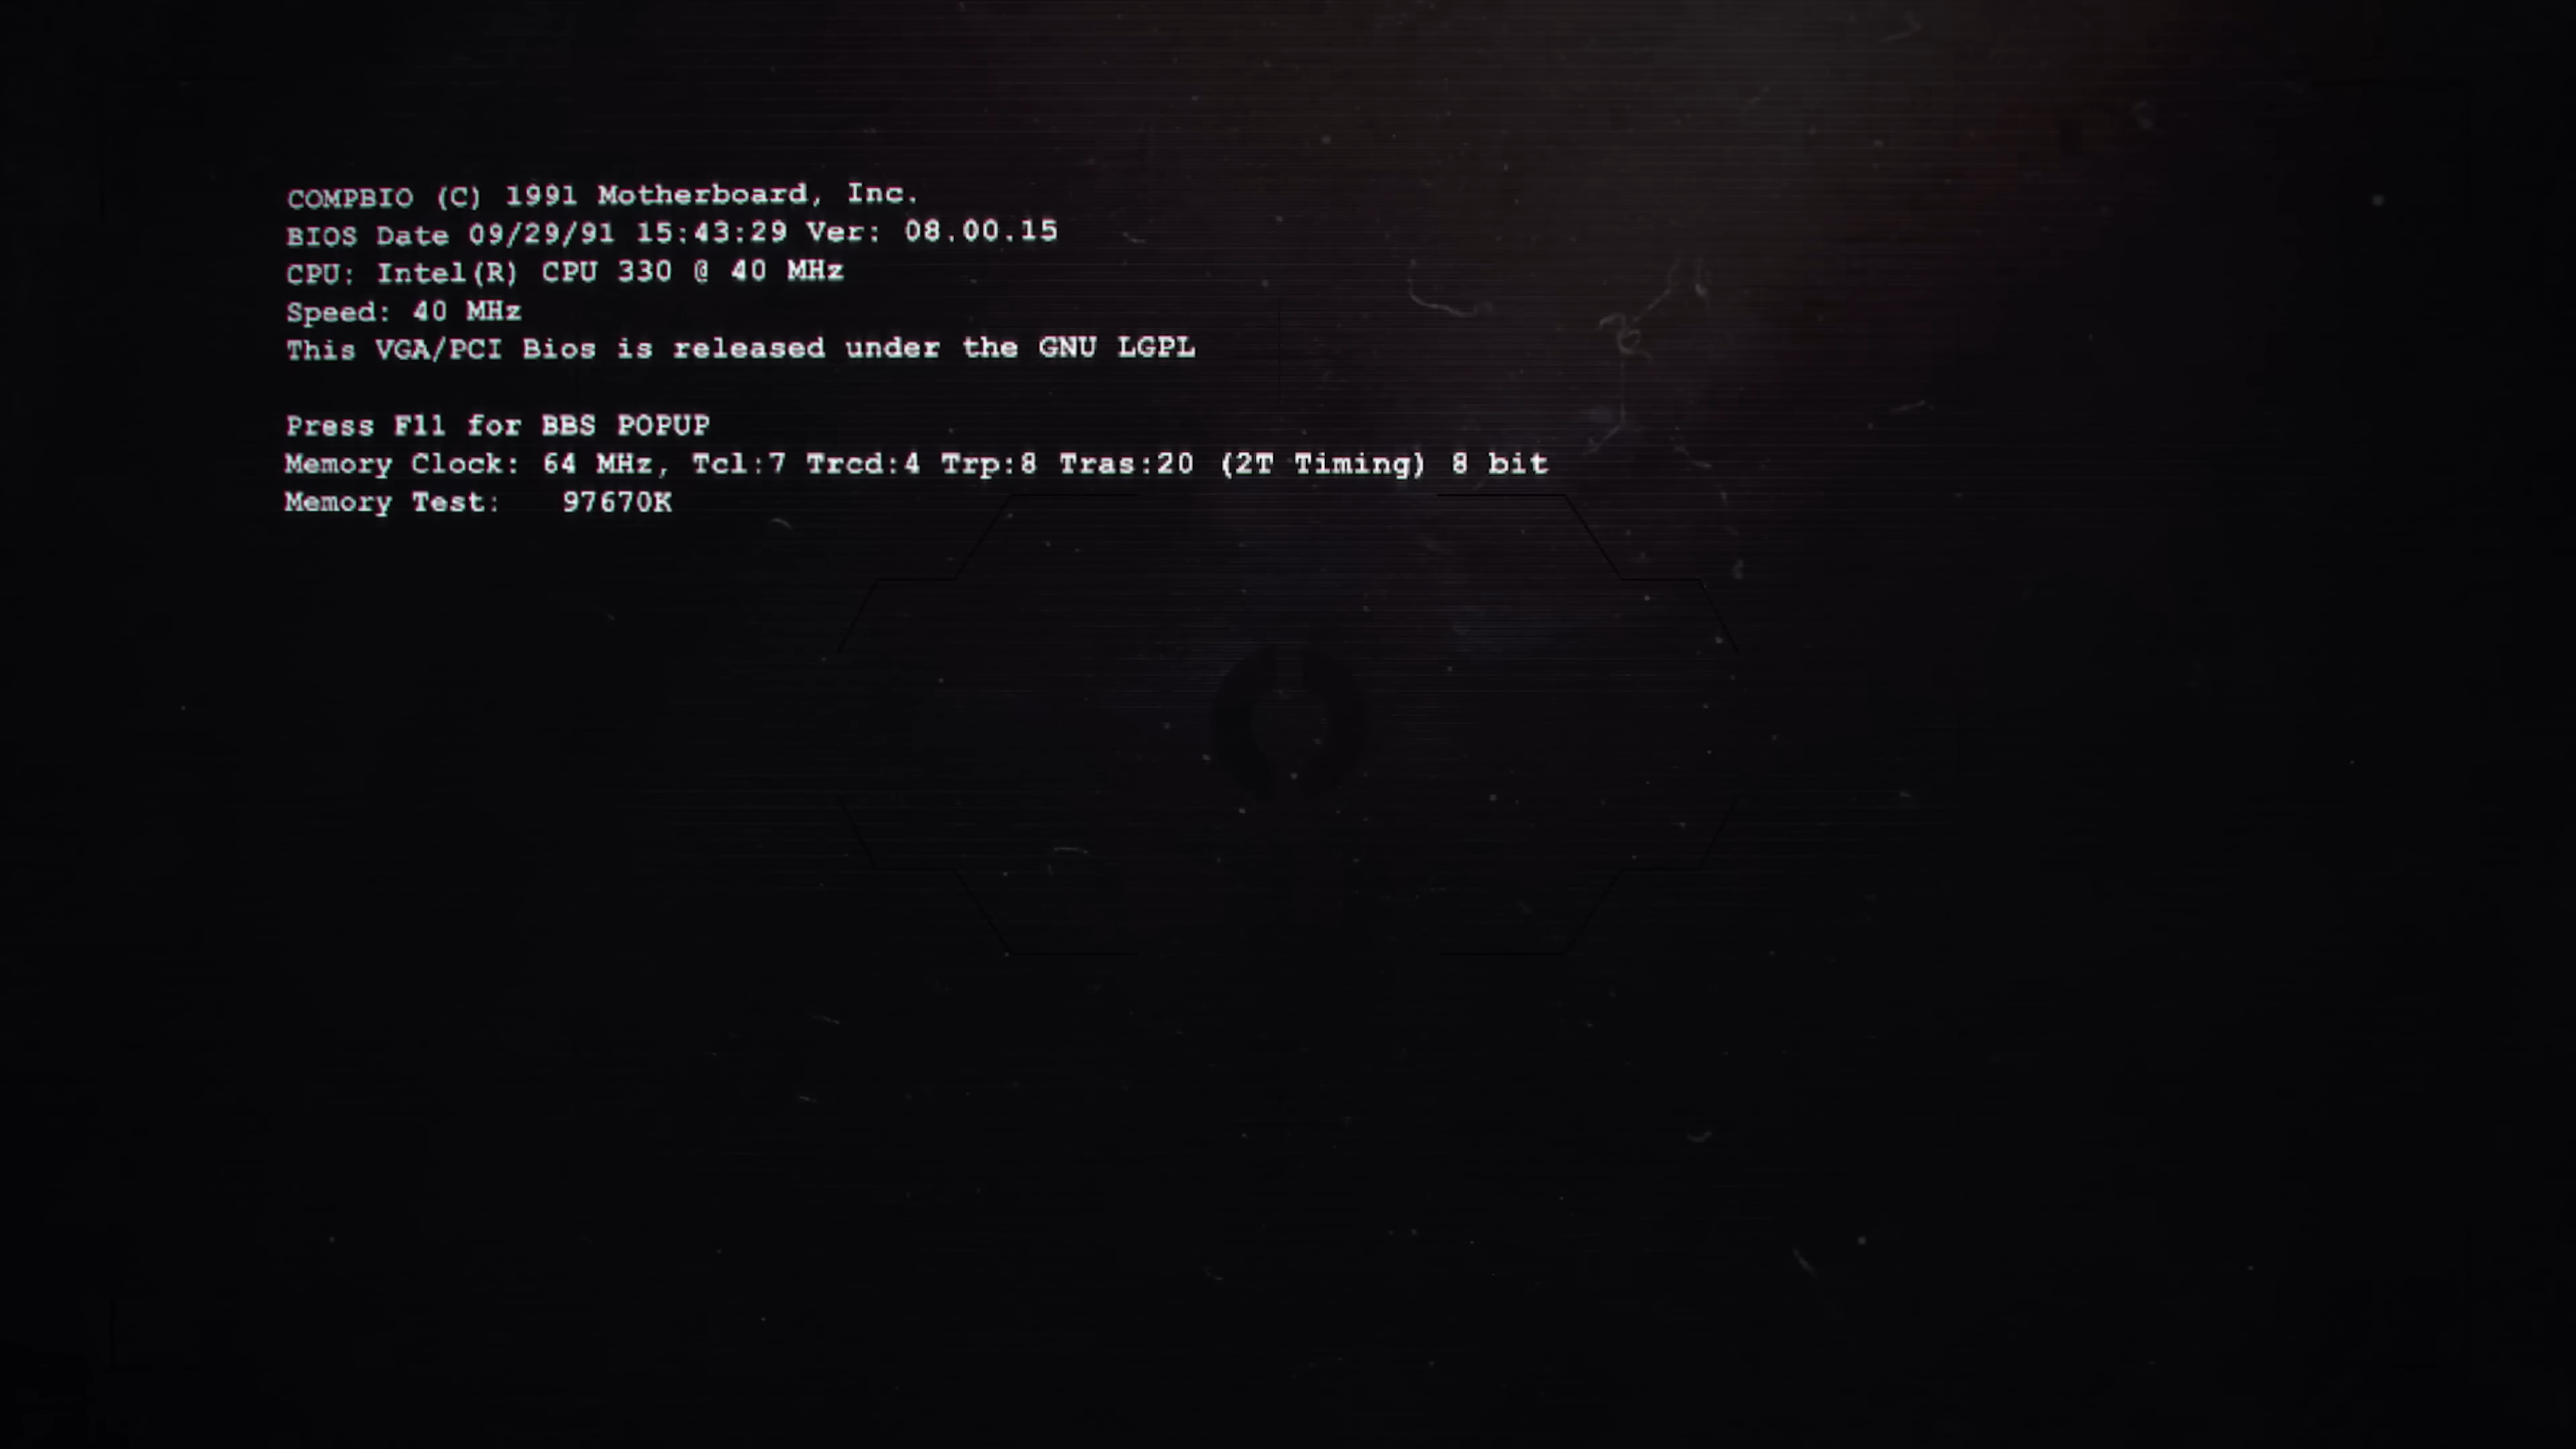 COMPBIO (C) 1991 Motherboard, Inc.
BIOS Date 09/29/91 15:43:29 Ver: 08.00.15
CPU: Intel(R) CPU 330 @ 40 MHz
Speed: 40 MHz
This VGA/PCI Bios is released under the GNU LGPL
Press F11 for BBS POPUP
Memory Clock: 64 MHz, Tcl:7 Trcd:4 Trp:8 Tras:20 (2T Timing) 8 bit
Memory Test: 97670K